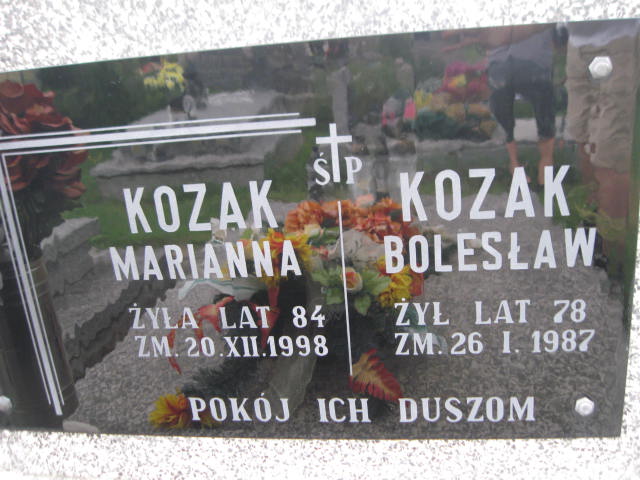 ŚP
KOZAK
MARIANNA
ŻYŁA LAT 84
ZM. 20.XII.1998
KOZAK
BOLESŁAW
ŻYŁ LAT 78
ZM. 26 I. 1987
POKÓJ ICH DUSZOM